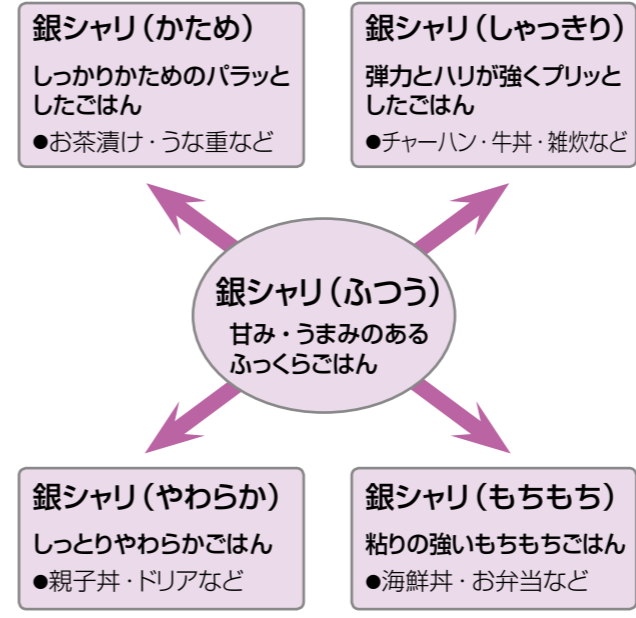 銀シャリ（かため）
しっかりかためのパラッと
したごはん
●お茶漬け・うな重など
銀シャリ（しゃっきり）
弾力とハリが強くプリッと
したごはん
●チャーハン・牛丼・雑炊など
銀シャリ（ふつう）
甘み・うまみのある
ふっくらごはん
銀シャリ（やわらか）
しっとりやわらかごはん
●親子丼・ドリアなど
銀シャリ（もちもち）
粘りの強いもちもちごはん
●海鮮丼・お弁当など